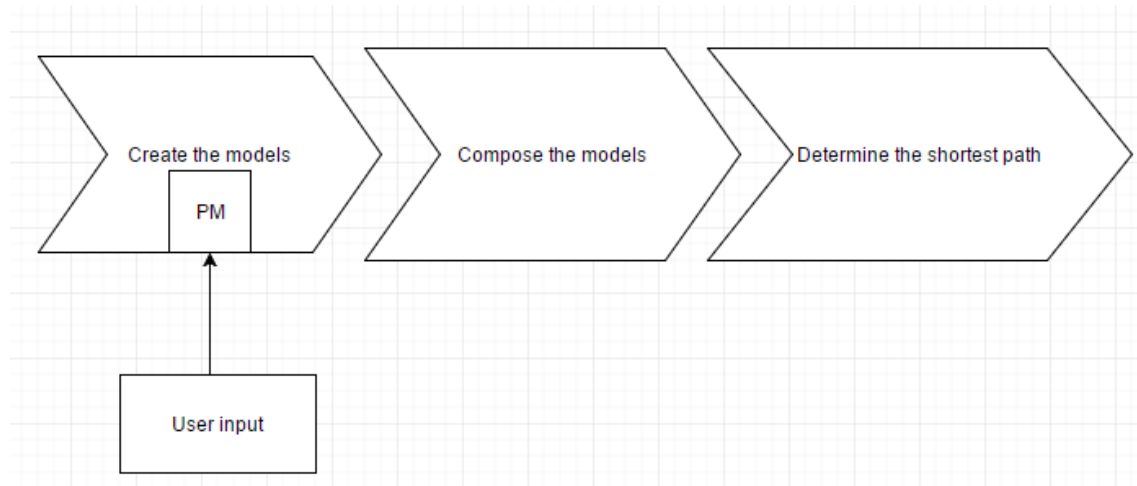 Create the models
Compose the models
Determine the shortest path
PM
User input